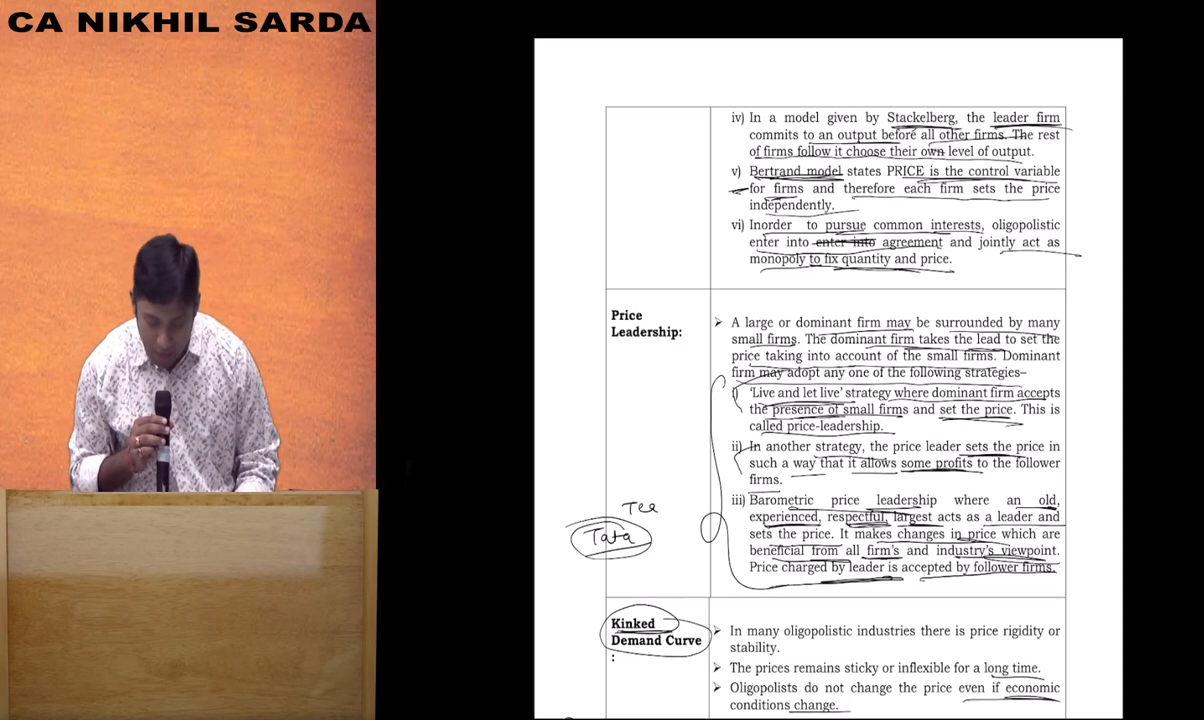 CA NIKHIL SARDA
iv) In a model given by Stackelberg, the leader firm
commits to an output before all other firms. The rest
of firms follow it choose their own level of output.
v) Bertrand model states PRICE is the control variable
for firms and therefore each firm sets the price
independently.
vi) Inorder to pursue common interests, oligopolistic
enter into enter into agreement and jointly act as
monopoly to fix quantity and price.
Price
Leadership:
➢ A large or dominant firm may be surrounded by many
small firms. The dominant firm takes the lead to set the
price taking into account of the small firms. Dominant
firm may adopt any one of the following strategies–
i) ‘Live and let live’ strategy where dominant firm accepts
the presence of small firms and set the price. This is
called price-leadership.
ii) In another strategy, the price leader sets the price in
such a way that it allows some profits to the follower
firms.
iii) Barometric price leadership where an old,
experienced, respectful, largest acts as a leader and
sets the price. It makes changes in price which are
beneficial from all firm’s and industry’s viewpoint.
Price charged by leader is accepted by follower firms.
Tee
Tata
Kinked
Demand Curve
:
➢ In many oligopolistic industries there is price rigidity or
stability.
➢ The prices remains sticky or inflexible for a long time.
➢ Oligopolists do not change the price even if economic
conditions change.